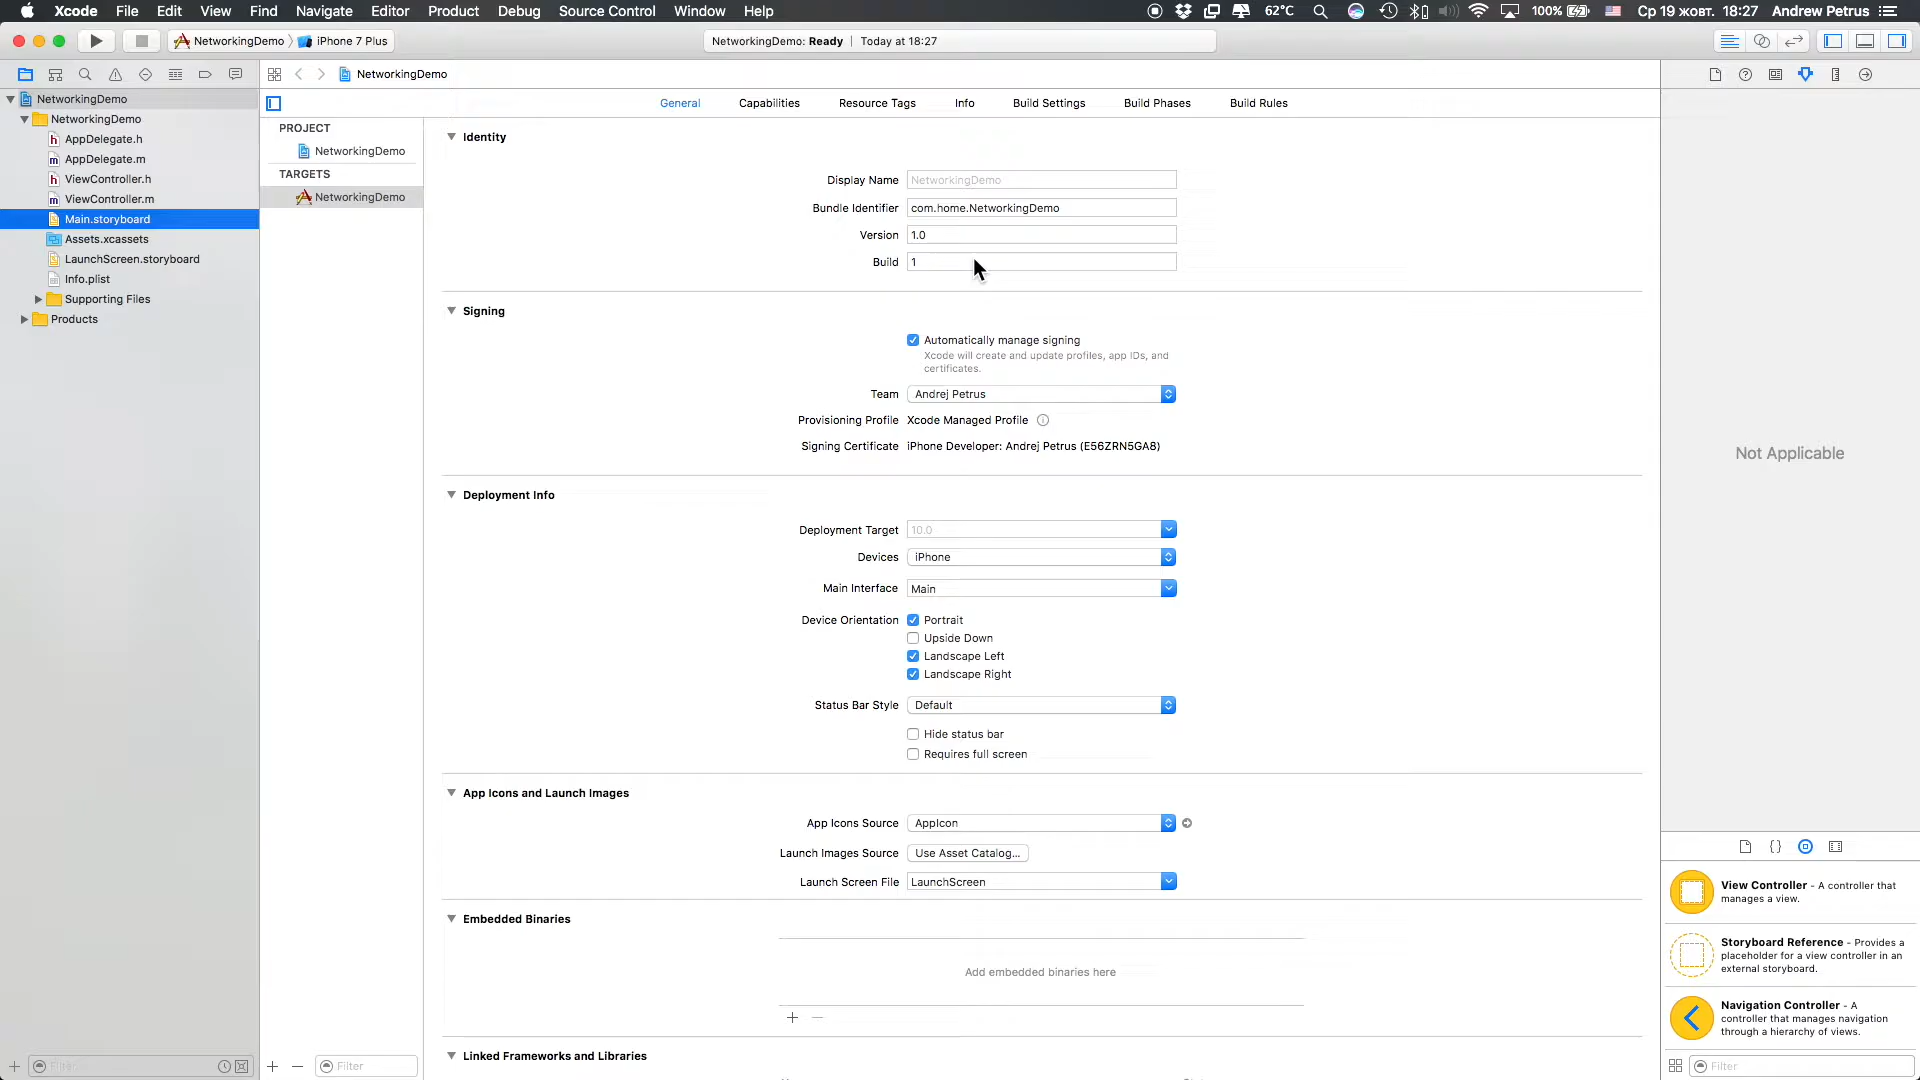 Xcode File Edit View Find Navigate Editor Product Debug Source Control Window Help 62°C 100% Ср 19 жовт. 18:27 Andrew Petrus
NetworkingDemo iPhone 7 Plus NetworkingDemo: Ready Today at 18:27
NetworkingDemo
NetworkingDemo
NetworkingDemo
AppDelegate.h
AppDelegate.m
ViewController.h
ViewController.m
Main.storyboard
Assets.xcassets
LaunchScreen.storyboard
Info.plist
Supporting Files
Products
Filter
General Capabilities Resource Tags Info Build Settings Build Phases Build Rules
PROJECT
NetworkingDemo
TARGETS
NetworkingDemo
Filter
Identity
Display Name NetworkingDemo
Bundle Identifier com.home.NetworkingDemo
Version 1.0
Build 1
Signing
Automatically manage signing
Xcode will create and update profiles, app IDs, and
certificates.
Team Andrej Petrus
Provisioning Profile Xcode Managed Profile
Signing Certificate iPhone Developer: Andrej Petrus (E56ZRN5GA8)
Deployment Info
Deployment Target 10.0
Devices iPhone
Main Interface Main
Device Orientation Portrait
Upside Down
Landscape Left
Landscape Right
Status Bar Style Default
Hide status bar
Requires full screen
App Icons and Launch Images
App Icons Source AppIcon
Launch Images Source Use Asset Catalog...
Launch Screen File LaunchScreen
Embedded Binaries
Add embedded binaries here
Linked Frameworks and Libraries
Not Applicable
View Controller - A controller that
manages a view.
Storyboard Reference - Provides a
placeholder for a view controller in an
external storyboard.
Navigation Controller - A
controller that manages navigation
through a hierarchy of views.
Filter